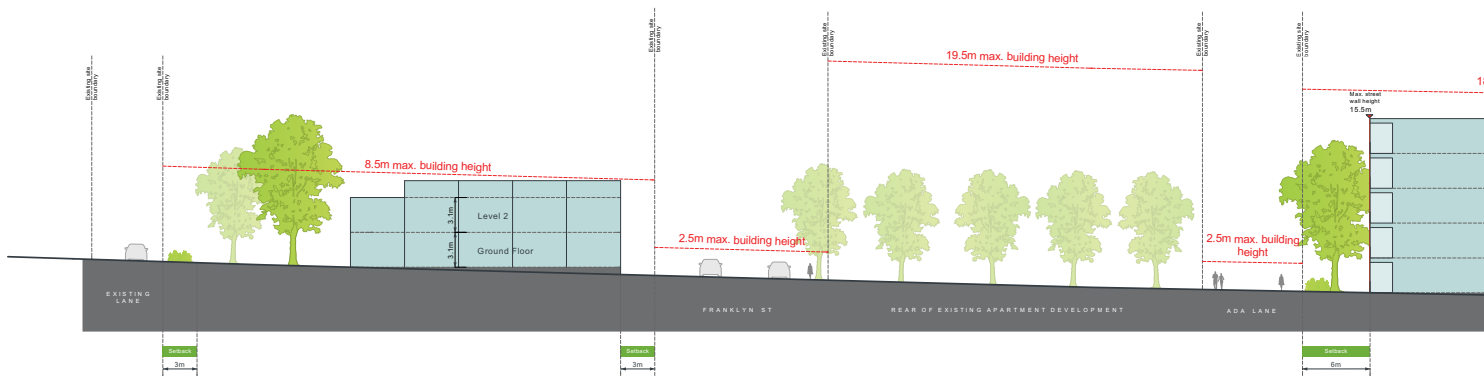 Existing site
boundary
Existing site
boundary
Existing site
boundary
Existing site
boundary
Existing site
boundary
Existing site
boundary
19.5m max. building height
18
Max. street
wall height
15.5m
8.5m max. building height
3.1m
Level 2
3.1m
Ground Floor
2.5m max. building height
2.5m max. building
height
EXISTING
LANE
FRANKLYN ST
REAR OF EXISTING APARTMENT DEVELOPMENT
ADA LANE
Setback
Setback
Setback
3m
3m
6m